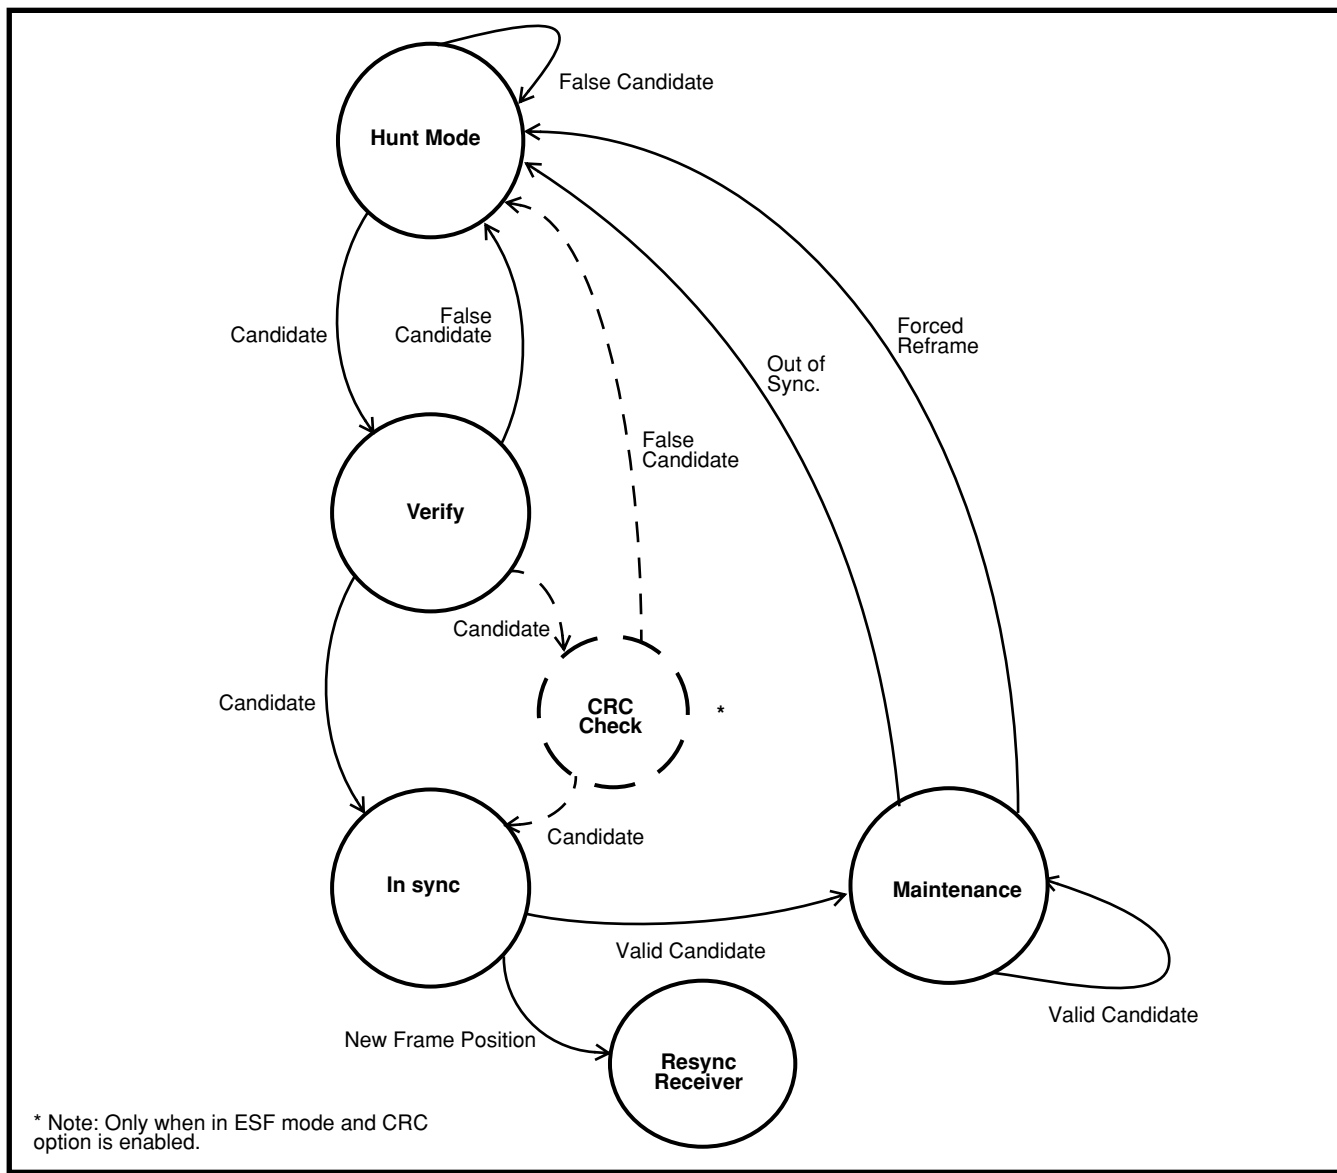 False Candidate
Hunt Mode
False
Candidate
Candidate
Forced
Reframe
Out of
Sync.
False
Candidate
Verify
Candidate
Candidate
CRC
Check
*
Candidate
In sync
Maintenance
Valid Candidate
Valid Candidate
New Frame Position
Resync
Receiver
* Note: Only when in ESF mode and CRC
option is enabled.